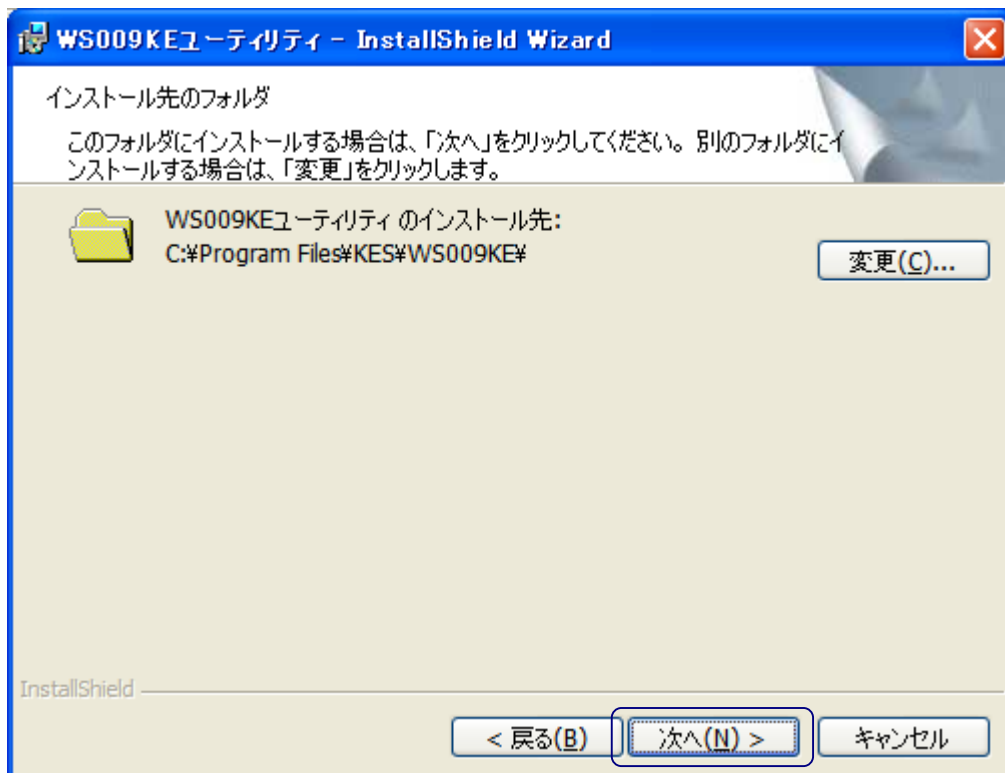 WS009KEユーティリティ - InstallShield Wizard
インストール先のフォルダ
このフォルダにインストールする場合は、「次へ」をクリックしてください。別のフォルダにイ
ンストールする場合は、「変更」をクリックします。
WS009KEユーティリティ のインストール先:
C:¥Program Files¥KES¥WS009KE¥
変更(C)...
InstallShield
< 戻る(B) 次へ(N) > キャンセル